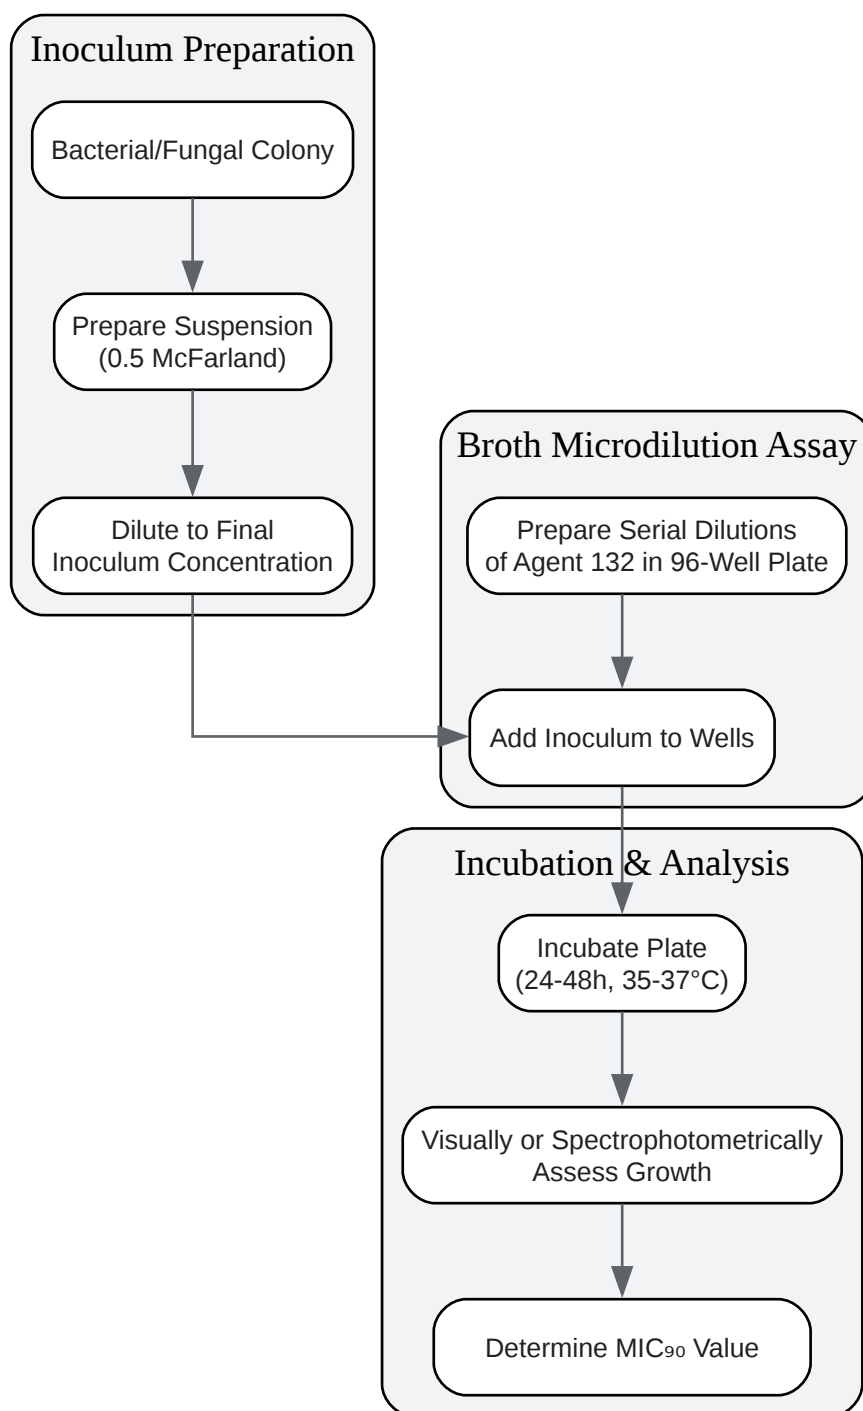 Inoculum Preparation
Bacterial/Fungal Colony
Prepare Suspension
(0.5 McFarland)
Dilute to Final
Inoculum Concentration
Broth Microdilution Assay
Prepare Serial Dilutions
of Agent 132 in 96-Well Plate
Add Inoculum to Wells
Incubation & Analysis
Incubate Plate
(24-48h, 35-37°C)
Visually or Spectrophotometrically
Assess Growth
Determine MIC₉₀ Value